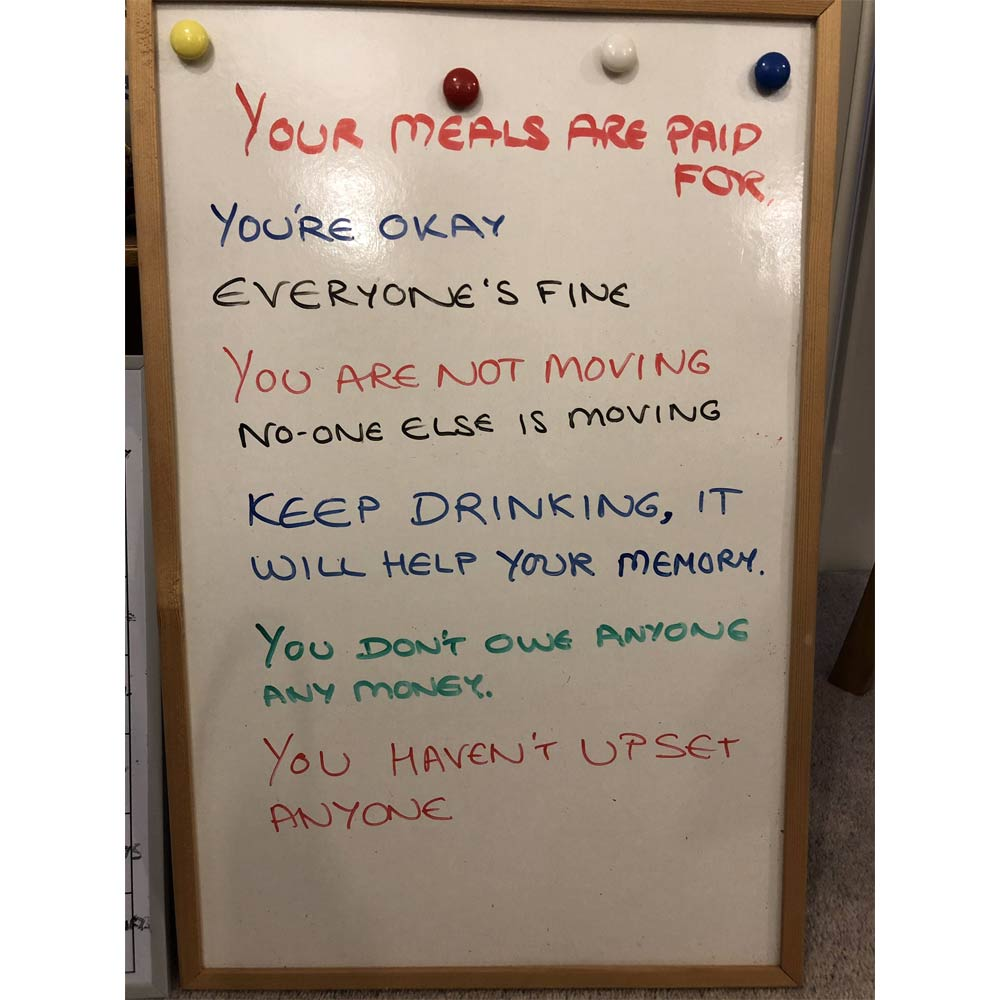 YOUR MEALS ARE PAID
FOR.
YOU'RE OKAY
EVERYONE'S FINE
YOU ARE NOT MOVING
NO-ONE ELSE IS MOVING
KEEP DRINKING, IT
WILL HELP YOUR MEMORY.
YOU DON'T OWE ANYONE
ANY MONEY.
YOU HAVEN'T UPSET
ANYONE